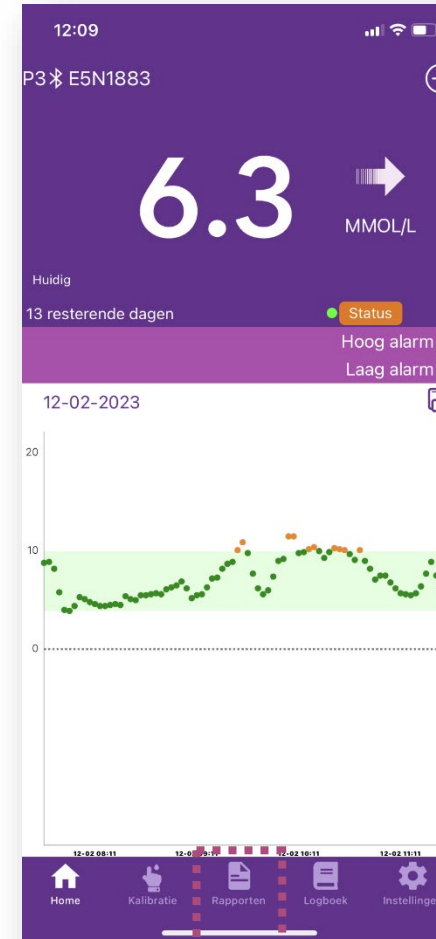 12:09
P3 E5N1883
6.3
MMOL/L
Huidig
13 resterende dagen
Status
Hoog alarm
Laag alarm
12-02-2023
20
10
0
12-02 08:11
12-02 10:11
12-02 11:11
Home
Kalibratie
Rapporten
Logboek